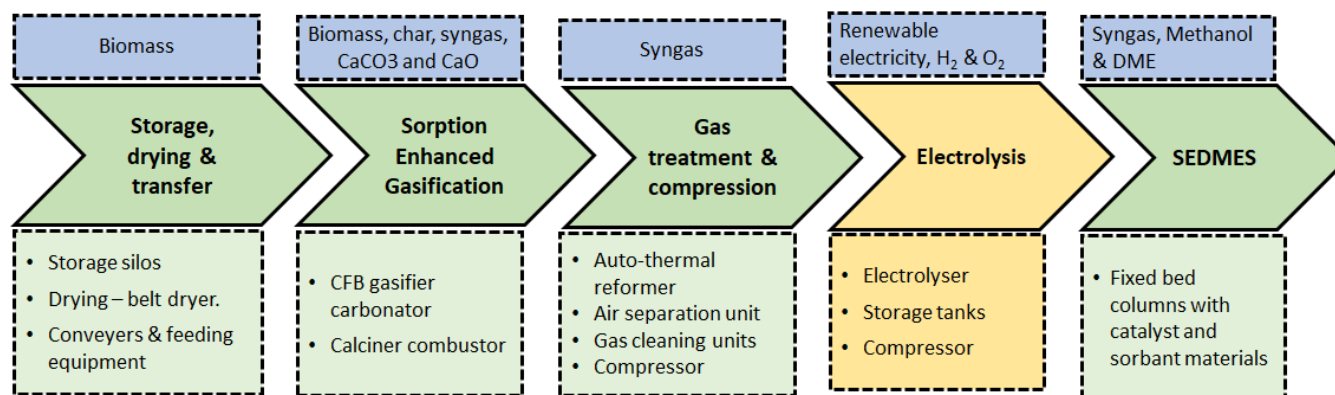 Biomass
Storage,
drying &
transfer
• Storage silos
• Drying – belt dryer.
• Conveyers & feeding
equipment
Biomass, char, syngas,
CaCO3 and CaO
Sorption
Enhanced
Gasification
• CFB gasifier
carbonator
• Calciner combustor
Syngas
Gas
treatment &
compression
• Auto-thermal
reformer
• Air separation unit
• Gas cleaning units
• Compressor
Renewable
electricity, H₂ & O₂
Electrolysis
• Electrolyser
• Storage tanks
• Compressor
Syngas, Methanol
& DME
SEDMES
• Fixed bed
columns with
catalyst and
sorbant materials